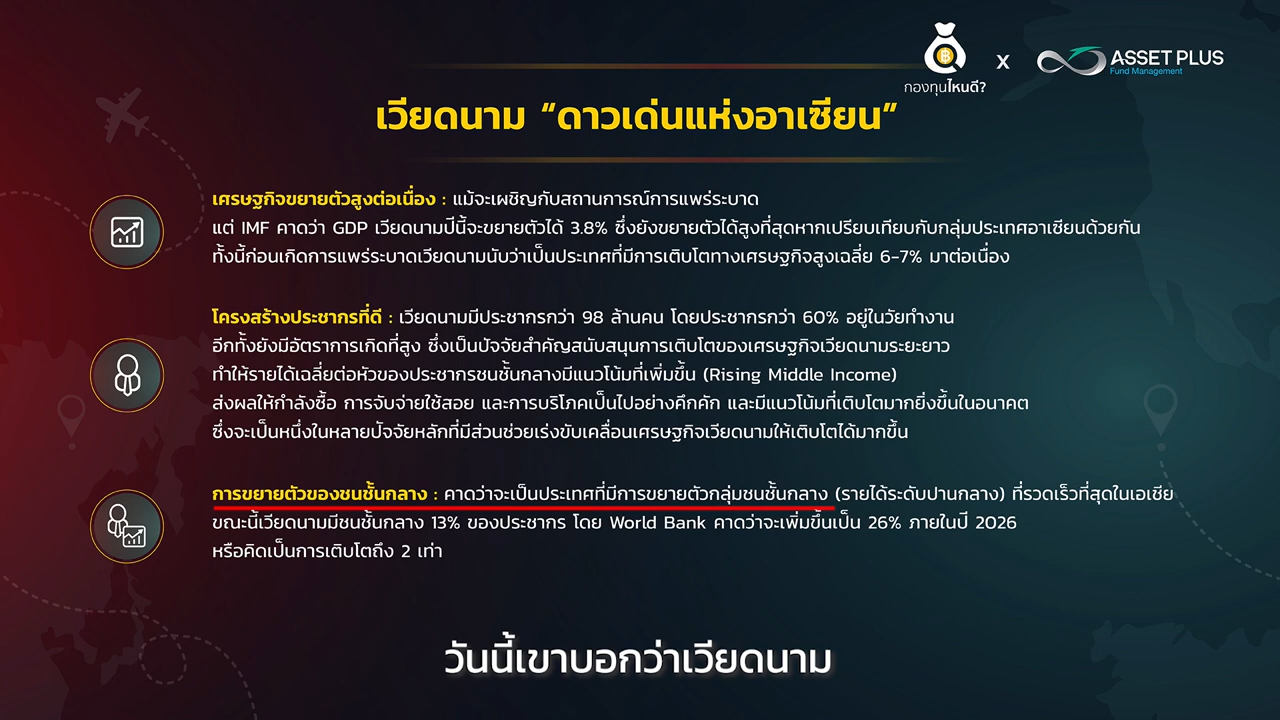 กองทุนไหนดี?
X
ASSET PLUS
Fund Management
เวียดนาม “ดาวเด่นแห่งอาเซียน”
เศรษฐกิจขยายตัวสูงต่อเนื่อง : แม้จะเผชิญกับสถานการณ์การแพร่ระบาด
แต่ IMF คาดว่า GDP เวียดนามปีนี้จะขยายตัวได้ 3.8% ซึ่งยังขยายตัวได้สูงที่สุดหากเปรียบเทียบกับกลุ่มประเทศอาเซียนด้วยกัน
ทั้งนี้ก่อนเกิดการแพร่ระบาดเวียดนามนับว่าเป็นประเทศที่มีการเติบโตทางเศรษฐกิจสูงเฉลี่ย 6-7% มาต่อเนื่อง
โครงสร้างประชากรที่ดี : เวียดนามมีประชากรกว่า 98 ล้านคน โดยประชากรกว่า 60% อยู่ในวัยทำงาน
อีกทั้งยังมีอัตราการเกิดที่สูง ซึ่งเป็นปัจจัยสำคัญสนับสนุนการเติบโตของเศรษฐกิจเวียดนามระยะยาว
ทำให้รายได้เฉลี่ยต่อหัวของประชากรชนชั้นกลางมีแนวโน้มที่เพิ่มขึ้น (Rising Middle Income)
ส่งผลให้กำลังซื้อ การจับจ่ายใช้สอย และการบริโภคเป็นไปอย่างคึกคัก และมีแนวโน้มที่เติบโตมากยิ่งขึ้นในอนาคต
ซึ่งจะเป็นหนึ่งในหลายปัจจัยหลักที่มีส่วนช่วยเร่งขับเคลื่อนเศรษฐกิจเวียดนามให้เติบโตได้มากขึ้น
การขยายตัวของชนชั้นกลาง : คาดว่าจะเป็นประเทศที่มีการขยายตัวกลุ่มชนชั้นกลาง (รายได้ระดับปานกลาง) ที่รวดเร็วที่สุดในเอเชีย
ขณะนี้เวียดนามมีชนชั้นกลาง 13% ของประชากร โดย World Bank คาดว่าจะเพิ่มขึ้นเป็น 26% ภายในปี 2026
หรือคิดเป็นการเติบโตถึง 2 เท่า
วันนี้เขาบอกว่าเวียดนาม